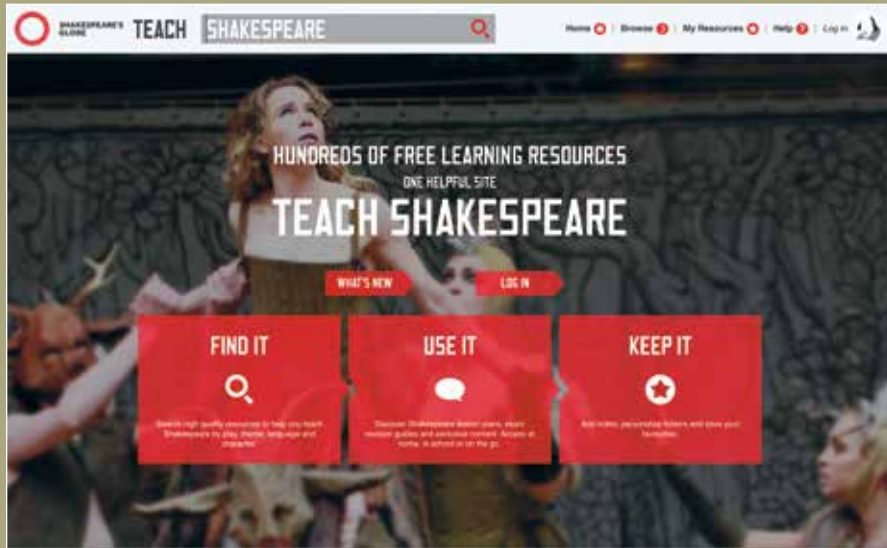 SHAKESPEARE'S
GLOBE
TEACH
SHAKESPEARE
Home
Browse
My Resources
Help
Log in
HUNDREDS OF FREE LEARNING RESOURCES
ONE HELPFUL SITE
TEACH SHAKESPEARE
WHAT'S NEW
LOG IN
FIND IT
Search high quality resources to help you teach
Shakespeare by play, theme, language and
character.
USE IT
Discover Shakespeare lesson plans, exam
revision guides and exclusive content. Access at
home, in school or on the go.
KEEP IT
Add notes, personalise folders and save your
favourites.